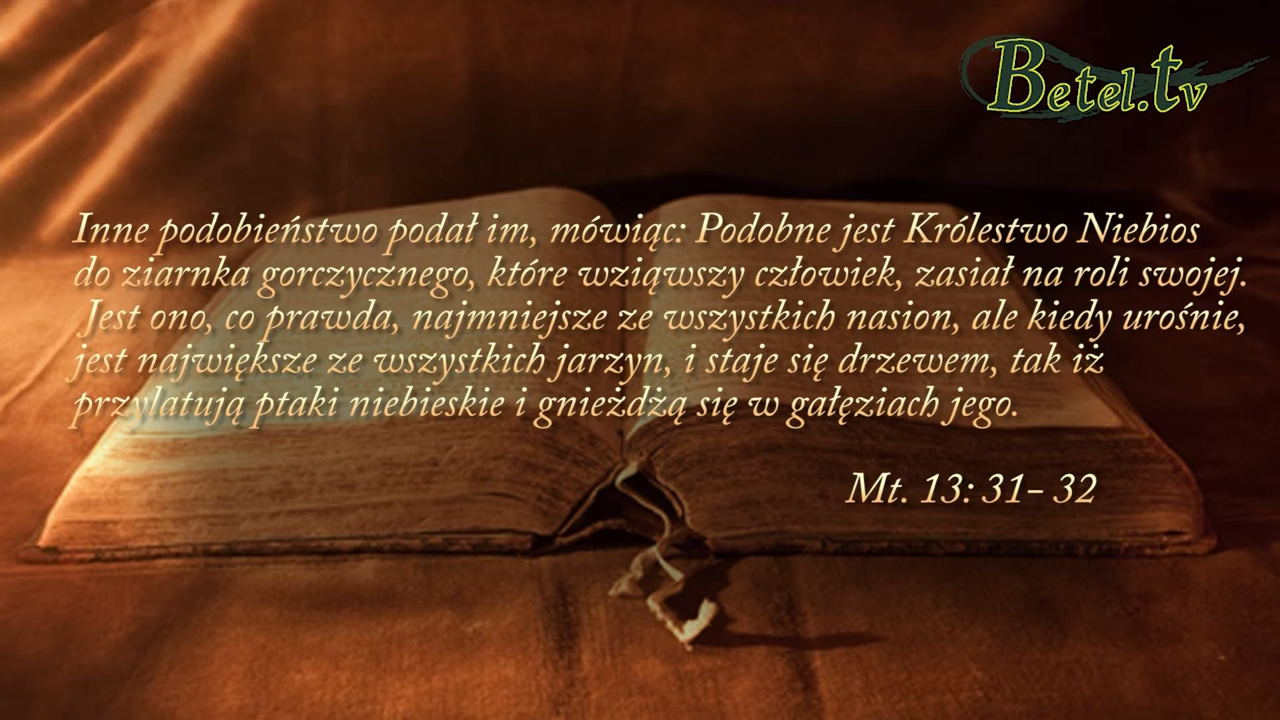 Betel.tv
Inne podobieństwo podał im, mówiąc: Podobne jest Królestwo Niebios
do ziarnka gorczycznego, które wziąwszy człowiek, zasiał na roli swojej.
Jest ono, co prawda, najmniejsze ze wszystkich nasion, ale kiedy urośnie,
jest największe ze wszystkich jarzyn, i staje się drzewem, tak iż
przylatują ptaki niebieskie i gnieżdżą się w gałęziach jego.
Mt. 13: 31- 32